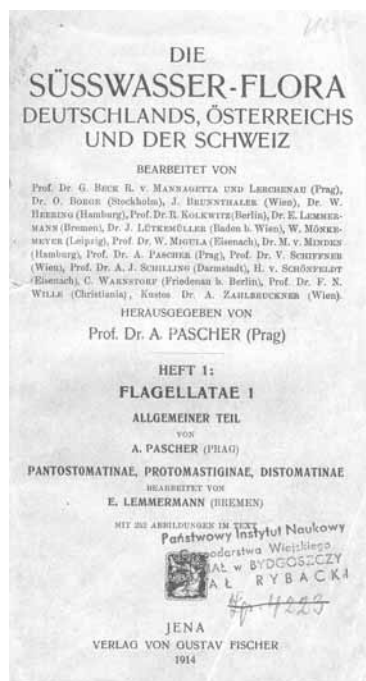 DIE
SÜSSWASSER-FLORA
DEUTSCHLANDS, ÖSTERREICHS
UND DER SCHWEIZ
BEARBEITET VON
Prof. Dr. G. BECK R. v. MANNAGETTA UND LERCHENAU (Prag),
Dr. O. BORGE (Stockholm), J. BRUNNTHALER (Wien), Dr. W.
HEERING (Hamburg), Prof. Dr. R. KOLKWITZ (Berlin), Dr. E. LEMMER-
MANN (Bremen), Dr. J. LÜTKEMÜLLER (Baden b. Wien), W. MÖNKE-
MEYER (Leipzig), Prof. Dr. W. MIGULA (Eisenach), Dr. M. v. MINDEN
(Hamburg), Prof. Dr. A. PASCHER (Prag), Prof. Dr. V. SCHIFFNER
(Wien), Prof. Dr. A. J. SCHILLING (Darmstadt), H. v. SCHÖNFELDT
(Eisenach), C. WARNSTORF (Friedenau b. Berlin), Prof. Dr. F. N.
WILLE (Christiania), Kustos Dr. A. ZAHLBRUCKNER (Wien).
HERAUSGEGEBEN VON
Prof. Dr. A. PASCHER (Prag)
HEFT 1:
FLAGELLATAE 1
ALLGEMEINER TEIL
VON
A. PASCHER (PRAG)
PANTOSTOMATINAE, PROTOMASTIGINAE, DISTOMATINAE
BEARBEITET VON
E. LEMMERMANN (BREMEN)
MIT 252 ABBILDUNGEN IM TEXT
Państwowy Instytut Naukowy
Wiejskiego
w BYDGOSZCZY
RYBACKI
4223
JENA
VERLAG VON GUSTAV FISCHER
1914